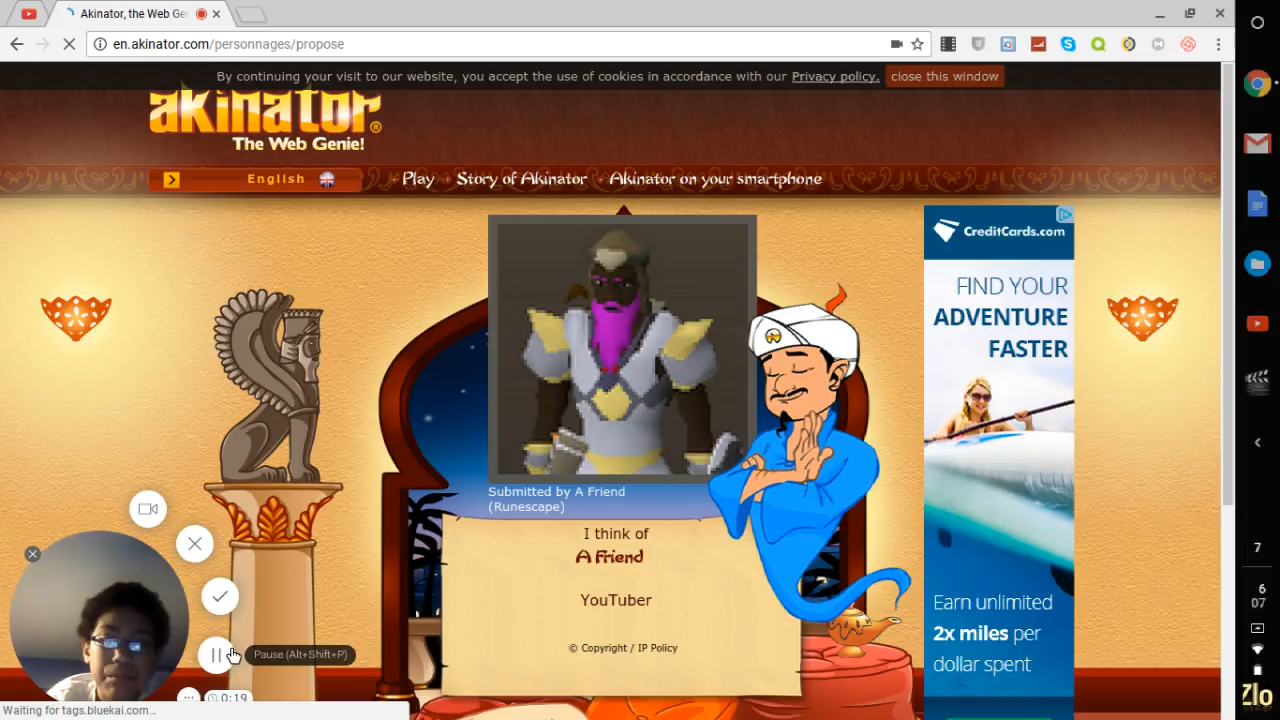 Akinator, the Web Ge
en.akinator.com/personnages/propose
By continuing your visit to our website, you accept the use of cookies in accordance with our Privacy policy. close this window
akinator®
The Web Genie!
English
Play
Story of Akinator
Akinator on your smartphone
CreditCards.com
FIND YOUR
ADVENTURE
FASTER
Submitted by A Friend
(Runescape)
I think of
A Friend
YouTuber
© Copyright / IP Policy
Earn unlimited
2x miles per
dollar spent
Pause (Alt+Shift+P)
0:19
Waiting for tags.bluekai.com...
7
6
07
Zlo